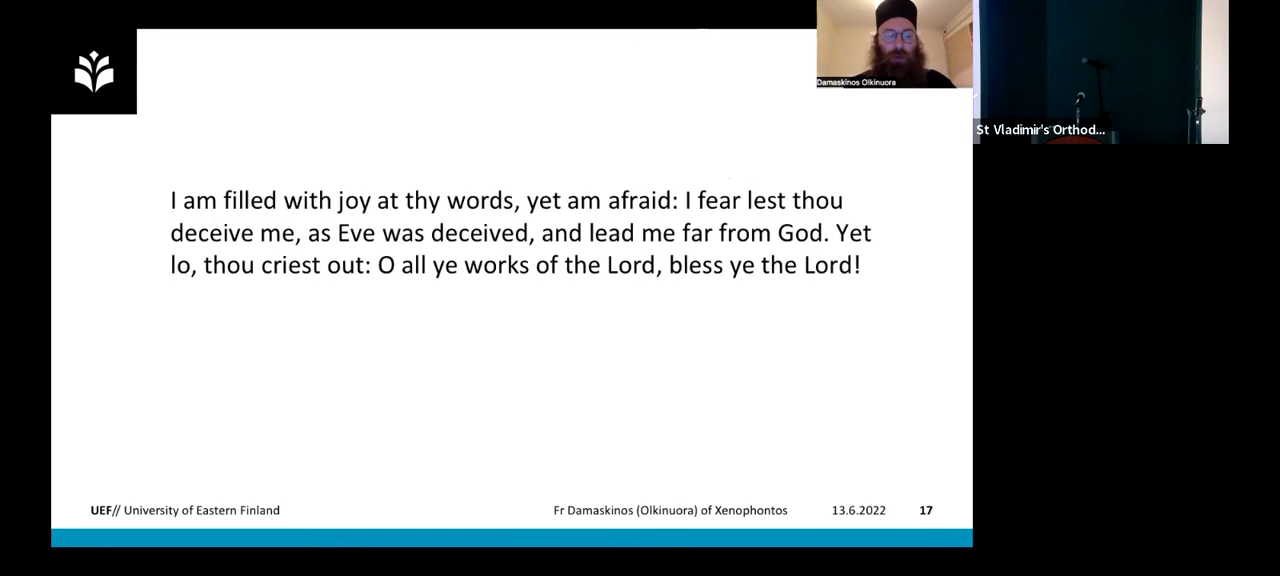 Damaskinos Olkinuora
St Vladimir's Orthod...
I am filled with joy at thy words, yet am afraid: I fear lest thou
deceive me, as Eve was deceived, and lead me far from God. Yet
lo, thou criest out: O all ye works of the Lord, bless ye the Lord!
UEF// University of Eastern Finland
Fr Damaskinos (Olkinuora) of Xenophontos
13.6.2022
17